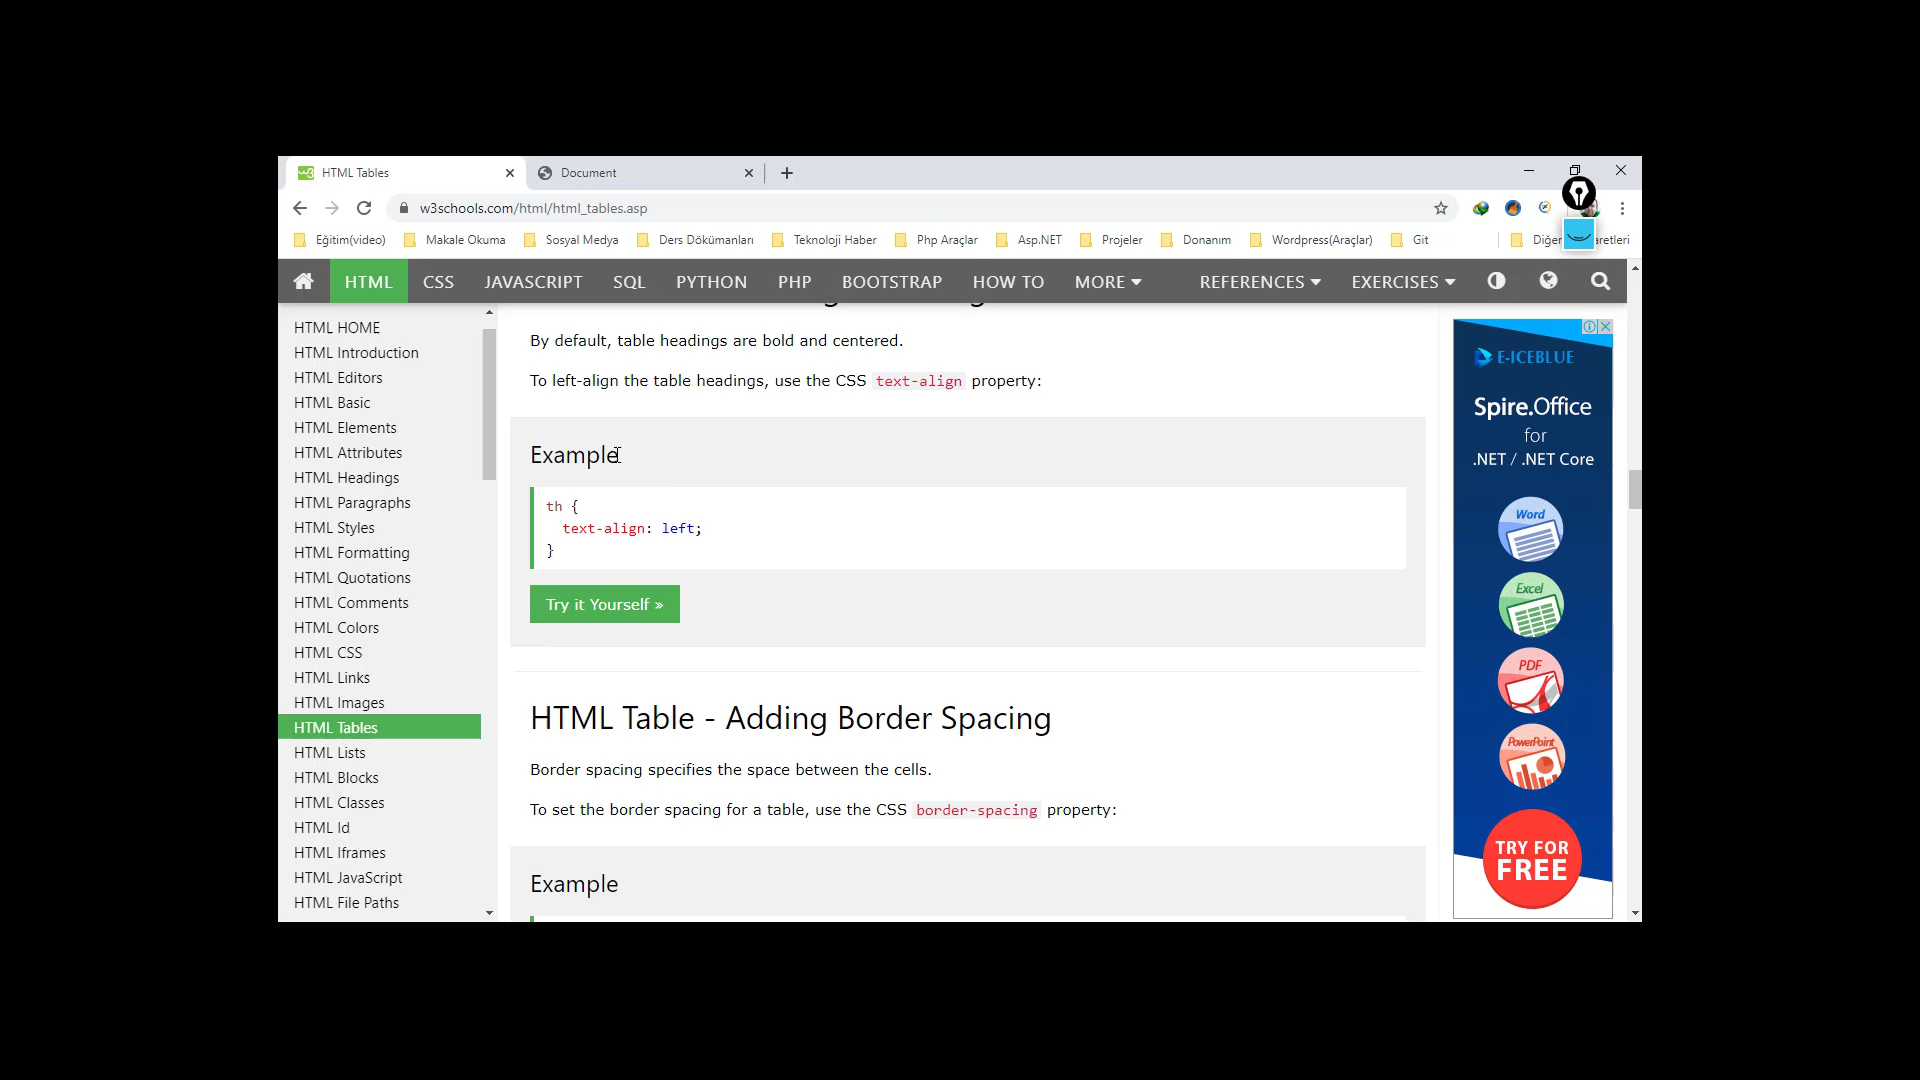 HTML Tables
Document
w3schools.com/html/html_tables.asp
Eğitim(video)
Makale Okuma
Sosyal Medya
Ders Dökümanları
Teknoloji Haber
Php Araçlar
Asp.NET
Projeler
Donanım
Wordpress(Araçlar)
Git
HTML
CSS
JAVASCRIPT
SQL
PYTHON
PHP
BOOTSTRAP
HOW TO
MORE
REFERENCES
EXERCISES
HTML HOME
HTML Introduction
HTML Editors
HTML Basic
HTML Elements
HTML Attributes
HTML Headings
HTML Paragraphs
HTML Styles
HTML Formatting
HTML Quotations
HTML Comments
HTML Colors
HTML CSS
HTML Links
HTML Images
HTML Tables
HTML Lists
HTML Blocks
HTML Classes
HTML Id
HTML Iframes
HTML JavaScript
HTML File Paths
By default, table headings are bold and centered.
To left-align the table headings, use the CSS text-align property:
Example
th {
text-align: left;
}
Try it Yourself »
HTML Table - Adding Border Spacing
Border spacing specifies the space between the cells.
To set the border spacing for a table, use the CSS border-spacing property:
Example
E-ICEBLUE
Spire.Office
for
.NET / .NET Core
Word
Excel
PDF
PowerPoint
TRY FOR
FREE